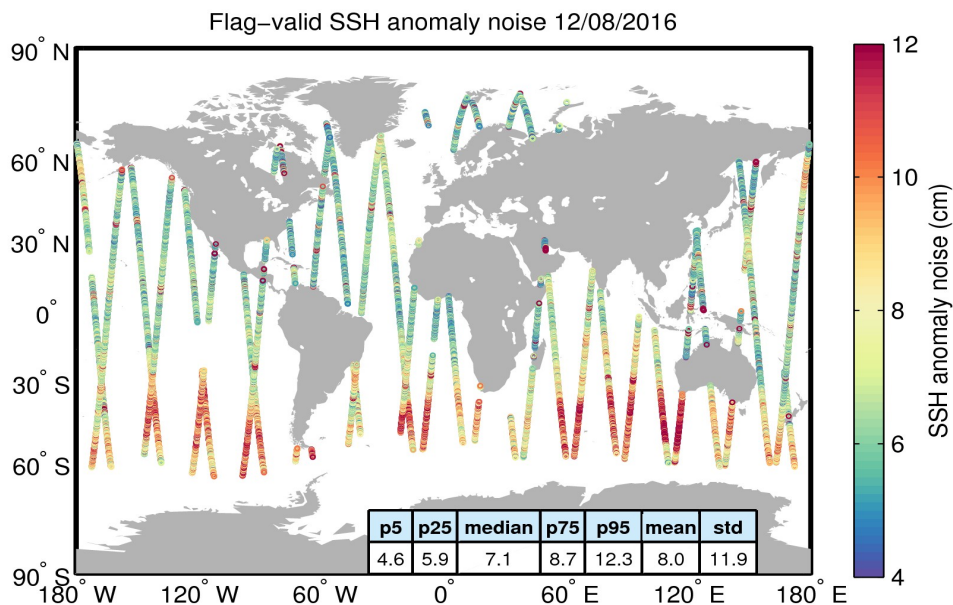 Flag−valid SSH anomaly noise 12/08/2016
90° N
60° N
30° N
0°
30° S
60° S
90° S
180° W
120° W
60° W
0°
60° E
120° E
180° E
p5 p25 median p75 p95 mean std
4.6 5.9 7.1 8.7 12.3 8.0 11.9
12
10
8
6
4
SSH anomaly noise (cm)